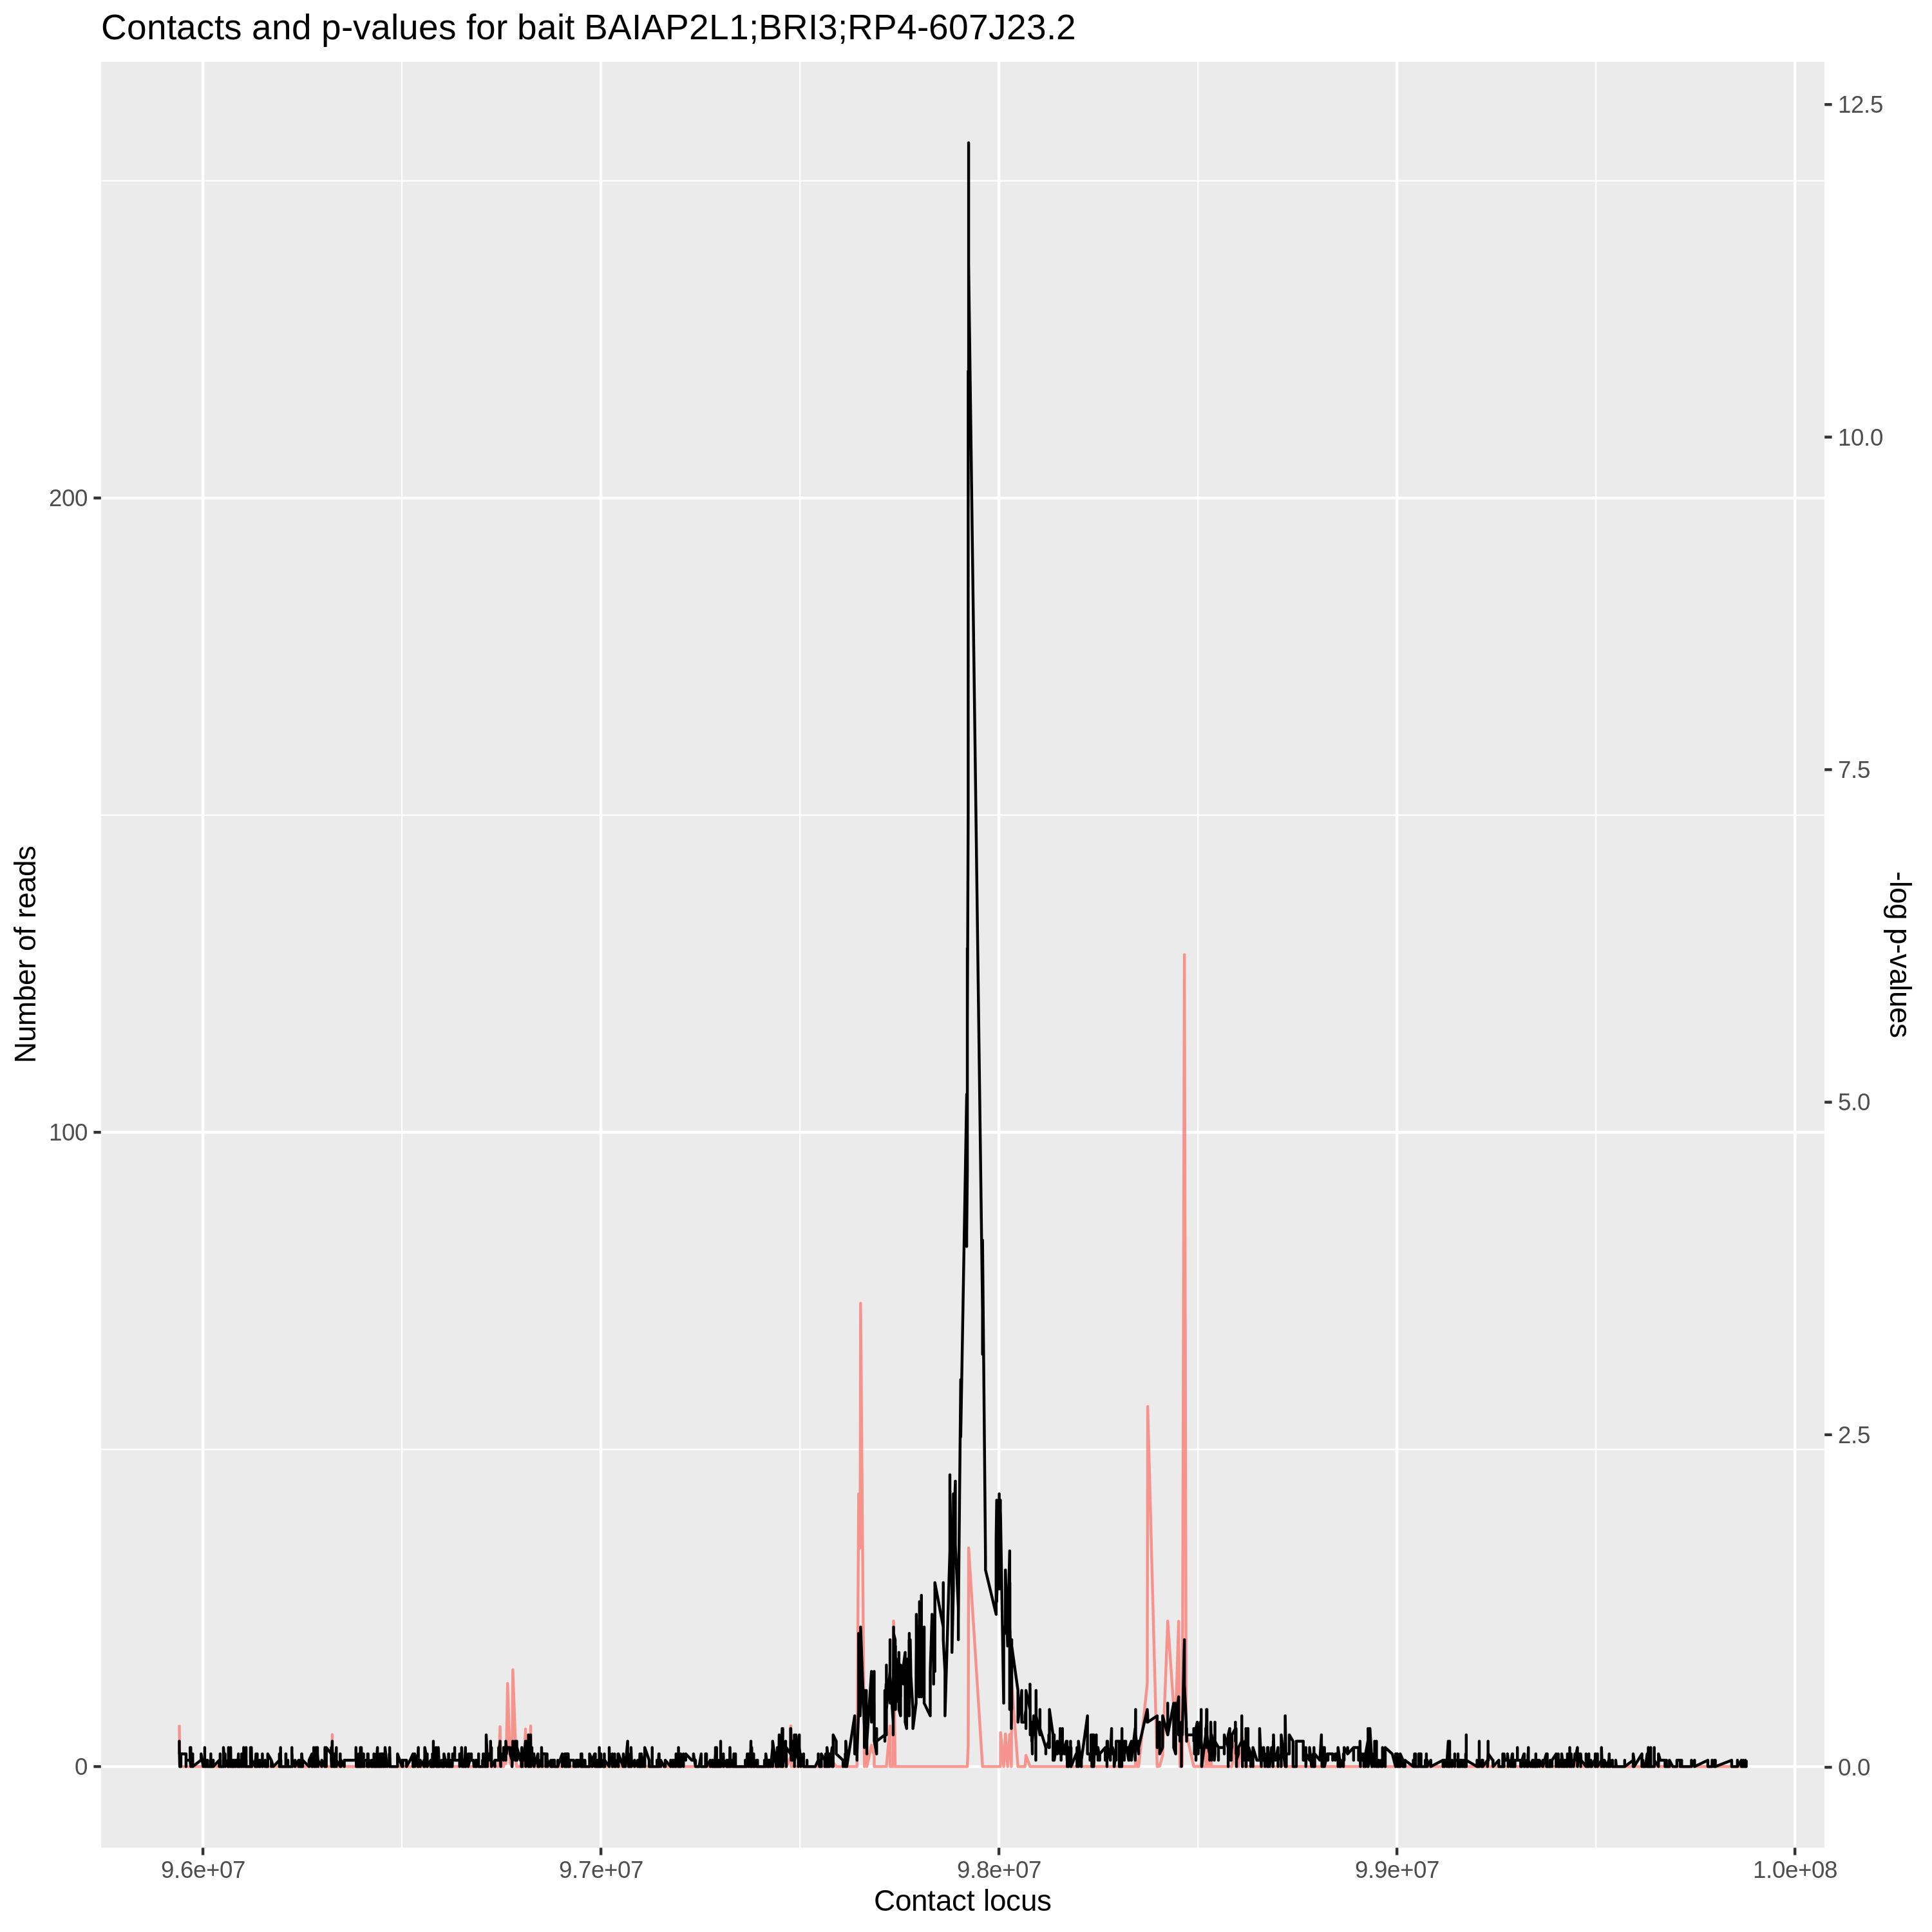 Contacts and p-values for bait BAIAP2L1;BRI3;RP4-607J23.2
12.5
10.0
200
7.5
Number of reads
-log p-values
5.0
100
2.5
0
0.0
9.6e+07
9.7e+07
9.8e+07
9.9e+07
1.0e+08
Contact locus